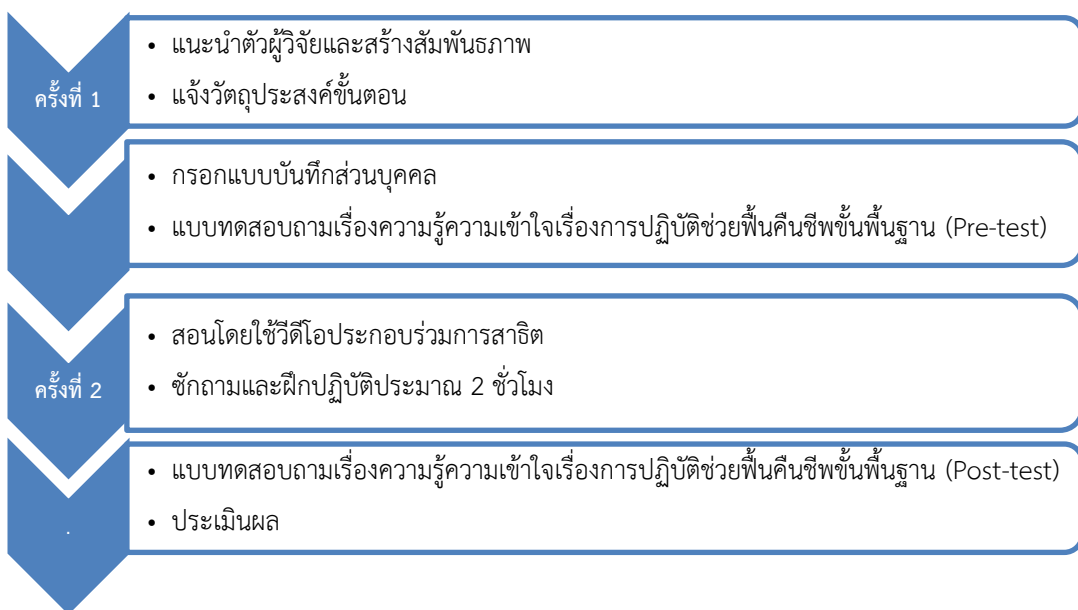 ครั้งที่ 1
• แนะนำตัวผู้วิจัยและสร้างสัมพันธภาพ
• แจ้งวัตถุประสงค์ขั้นตอน
• กรอกแบบบันทึกส่วนบุคคล
• แบบทดสอบถามเรื่องความรู้ความเข้าใจเรื่องการปฏิบัติช่วยฟื้นคืนชีพขั้นพื้นฐาน (Pre-test)
ครั้งที่ 2
• สอนโดยใช้วีดีโอประกอบร่วมการสาธิต
• ซักถามและฝึกปฏิบัติประมาณ 2 ชั่วโมง
.
• แบบทดสอบถามเรื่องความรู้ความเข้าใจเรื่องการปฏิบัติช่วยฟื้นคืนชีพขั้นพื้นฐาน (Post-test)
• ประเมินผล